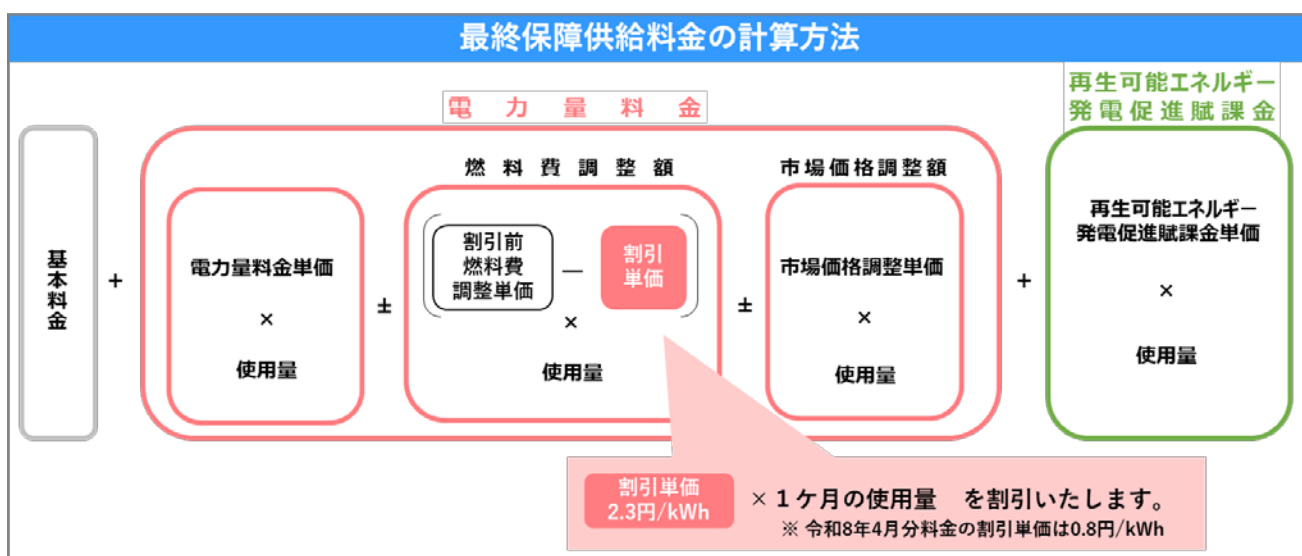 最終保障供給料金の計算方法
再生可能エネルギー
発電促進賦課金
電力量料金
燃料費調整額
市場価格調整額
基本料金
+
電力量料金単価
×
使用量
±
割引前
燃料費
調整単価
―
割引
単価
×
使用量
±
市場価格調整単価
×
使用量
+
再生可能エネルギー
発電促進賦課金単価
×
使用量
割引単価
2.3円/kWh
×1ケ月の使用量 を割引いたします。
※ 令和8年4月分料金の割引単価は0.8円/kWh